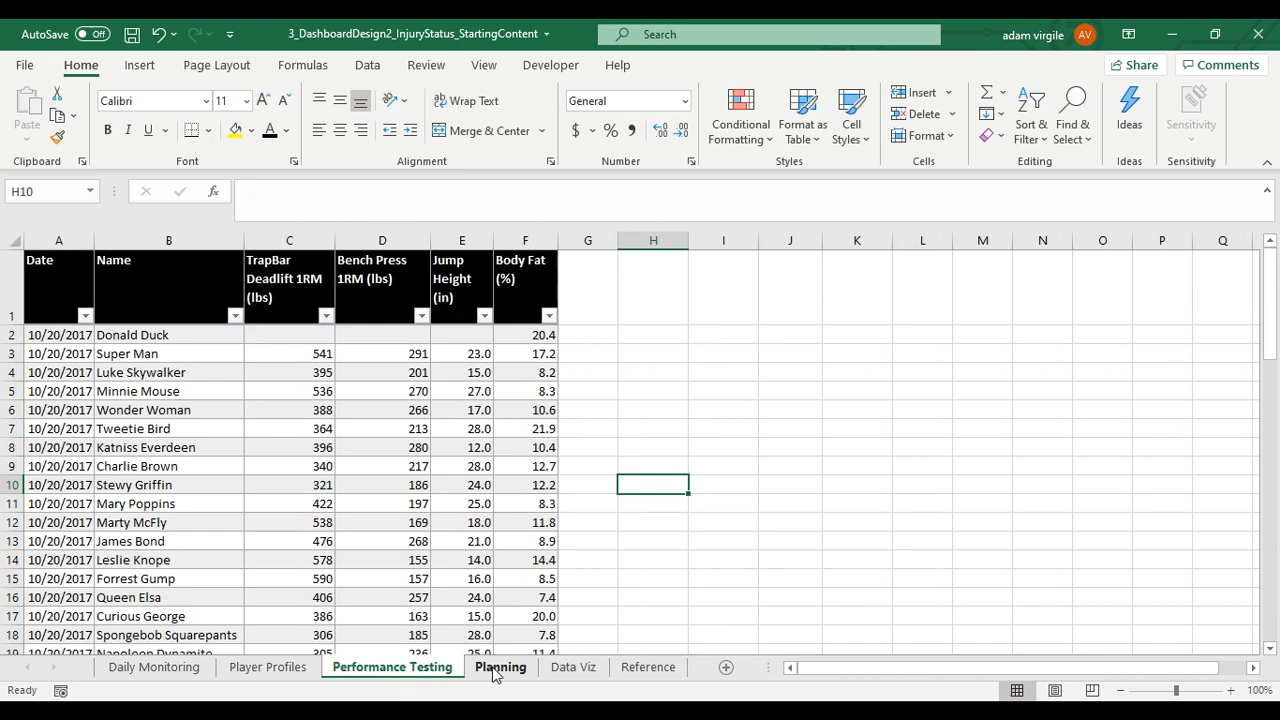 AutoSave Off 3_DashboardDesign2_InjuryStatus_StartingContent Search adam virgile AV
File Home Insert Page Layout Formulas Data Review View Developer Help Share Comments
Paste Calibri 11 A A Wrap Text General Conditional Formatting Format as Table Cell Styles Insert Sort & Filter Find & Select Ideas Sensitivity
B I U A Merge & Center $ % 9 Delete Format
Clipboard Font Alignment Number Styles Cells Editing Ideas Sensitivity
H10 fx
A B C D E F G H I J K L M N O P Q
1 Date Name TrapBar Deadlift 1RM (lbs) Bench Press 1RM (lbs) Jump Height (in) Body Fat (%)
2 10/20/2017 Donald Duck 20.4
3 10/20/2017 Super Man 541 291 23.0 17.2
4 10/20/2017 Luke Skywalker 395 201 15.0 8.2
5 10/20/2017 Minnie Mouse 536 270 27.0 8.3
6 10/20/2017 Wonder Woman 388 266 17.0 10.6
7 10/20/2017 Tweetie Bird 364 213 28.0 21.9
8 10/20/2017 Katniss Everdeen 396 280 12.0 10.4
9 10/20/2017 Charlie Brown 340 217 28.0 12.7
10 10/20/2017 Stewy Griffin 321 186 24.0 12.2
11 10/20/2017 Mary Poppins 422 197 25.0 8.3
12 10/20/2017 Marty McFly 538 169 18.0 11.8
13 10/20/2017 James Bond 476 268 21.0 8.9
14 10/20/2017 Leslie Knope 578 155 14.0 14.4
15 10/20/2017 Forrest Gump 590 157 16.0 8.5
16 10/20/2017 Queen Elsa 406 257 24.0 7.4
17 10/20/2017 Curious George 386 163 15.0 20.0
18 10/20/2017 Spongebob Squarepants 306 185 28.0 7.8
19 10/20/2017 Napoleon Dynamite 305 236 25.0 11.4
Daily Monitoring Player Profiles Performance Testing Planning Data Viz Reference
Ready 100%